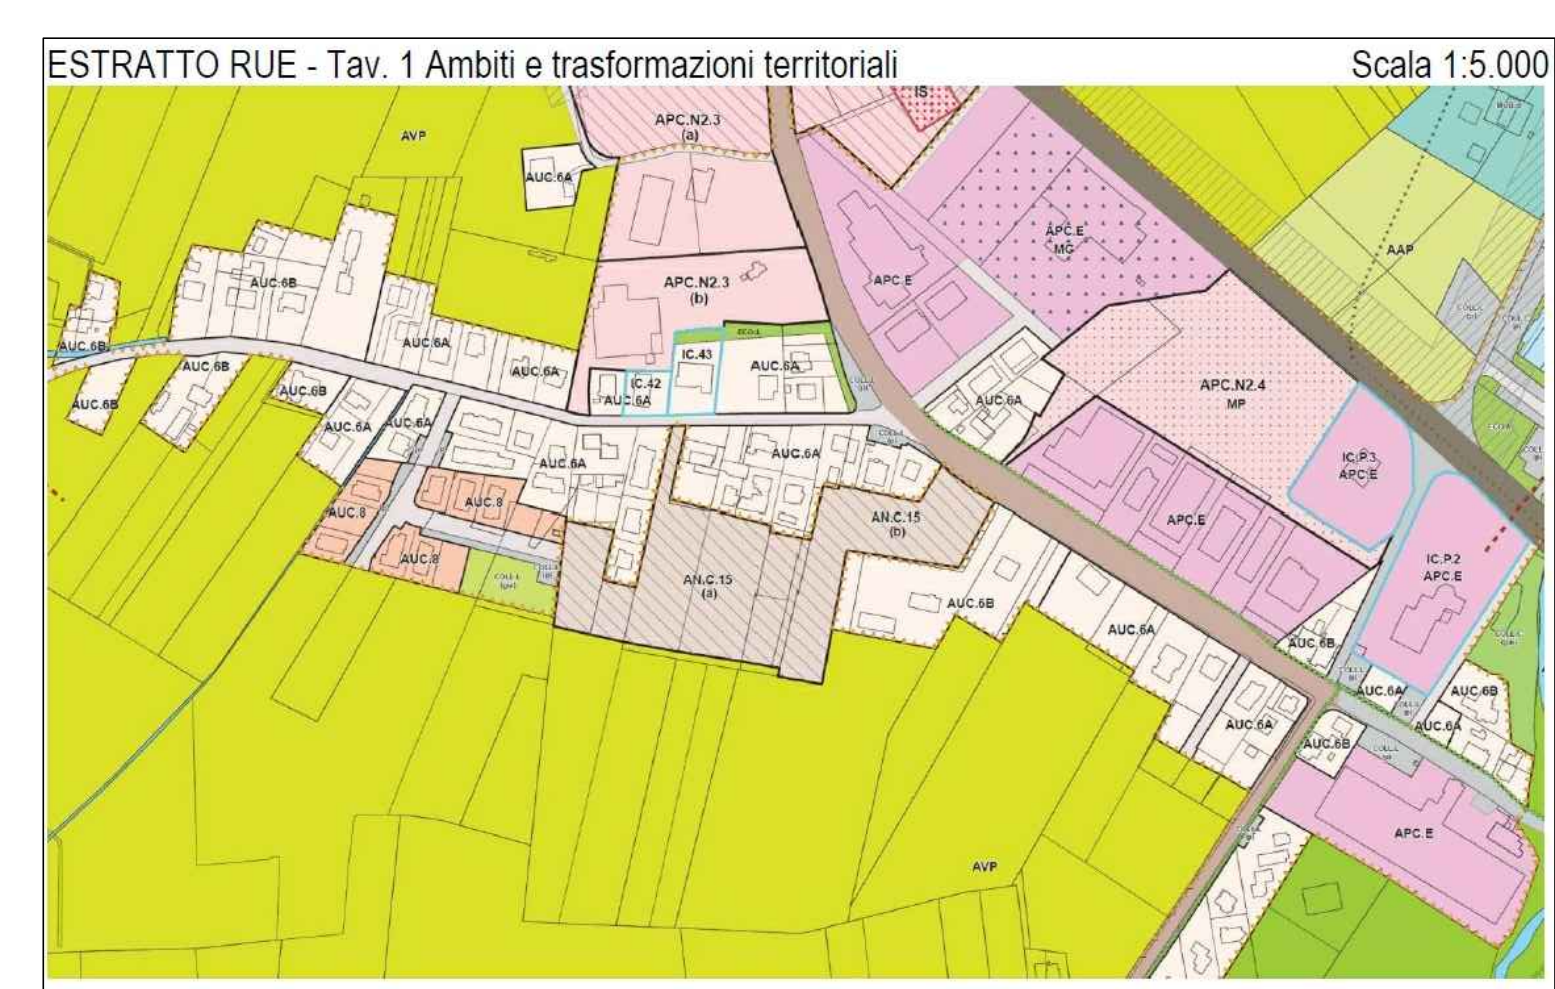 ESTRATTO RUE - Tav. 1 Ambiti e trasformazioni territoriali
Scala 1:5.000
IS
APC.N2.3
(a)
AVP
AUC.6A
APC.E
MG
AAP
AUC.6B
APC.N2.3
(b)
APC.E
AUC.6B
AUC.6A
ECO.L
IC.43
AUC.6A
AUC.6B
AUC.6A
IC.42
AUC.6A
AUC.6B
AUC.6B
AUC.6B
APC.N2.4
MP
AUC.6A
AUC.6A
AUC.6A
AUC.6A
AUC.6A
IC.P.3
APC.E
AUC.8
AUC.8
AN.C.15
(b)
APC.E
AUC.8
AN.C.15
(a)
IC.P.2
APC.E
AUC.6B
AUC.6A
AUC.6B
AUC.6A
AUC.6B
AUC.6A
AUC.6A
AUC.6B
APC.E
AVP